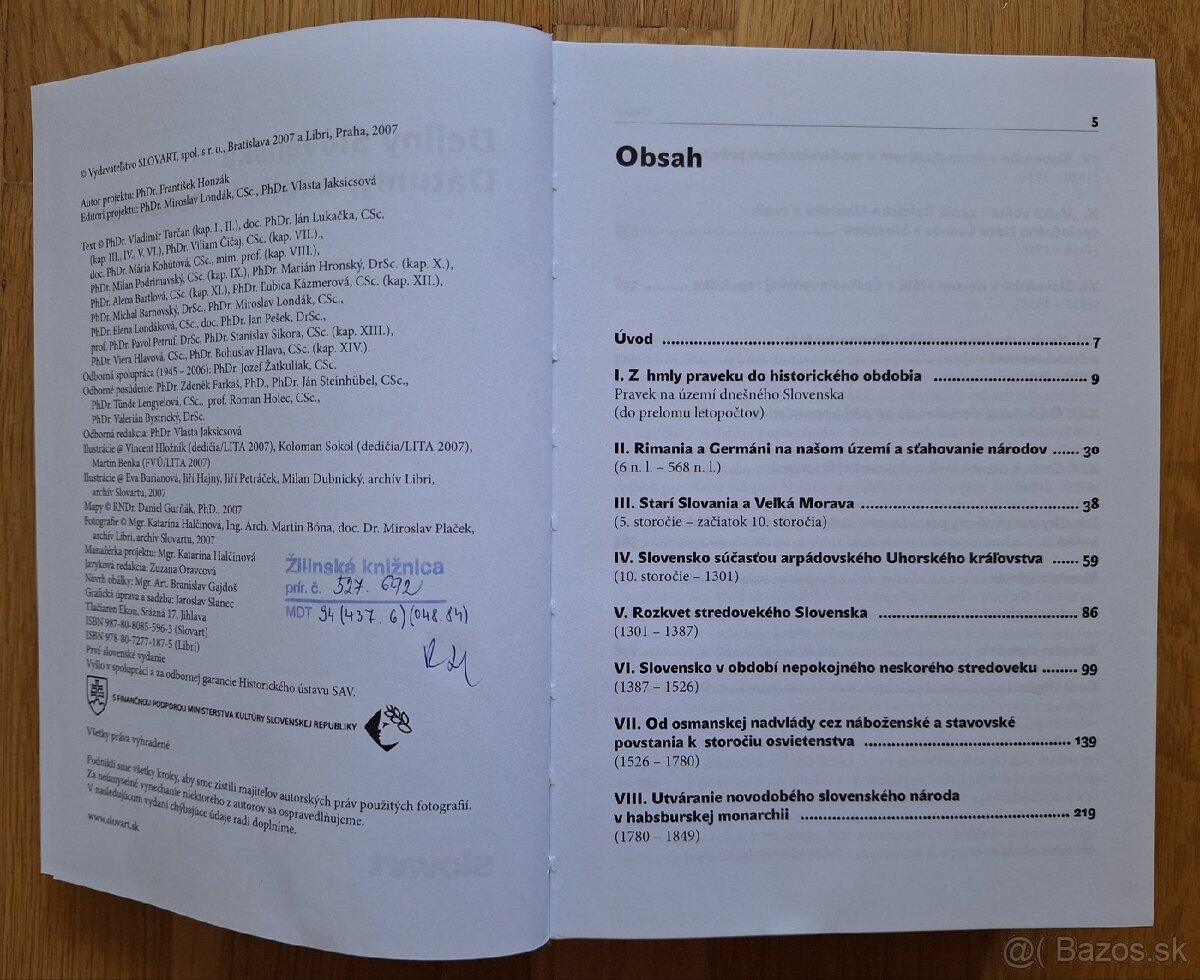 © Vydavateľstvo SLOVART, spol. s r. o., Bratislava 2007 a Libri, Praha, 2007
Autor projektu: PhDr. František Honzák
Editori projektu: PhDr. Miroslav Londák, CSc., PhDr. Vlasta Jaksicsová
Text © PhDr. Vladimír Turčan (kap. I., II.), doc. PhDr. Ján Lukačka, CSc.
(kap. III., IV., V. VI.), PhDr. Viliam Čičaj, CSc. (kap. VII.),
doc. PhDr. Mária Kohútová, CSc., mim. prof. (kap. VIII.),
PhDr. Milan Podrimavský, CSc. (kap. IX.), PhDr. Marián Hronský, DrSc. (kap. X.),
PhDr. Alena Bartlová, CSc. (kap. XI.), PhDr. Ľubica Kázmerová, CSc. (kap. XII.),
PhDr. Michal Barnovský, DrSc., PhDr. Miroslav Londák, CSc.,
PhDr. Elena Londáková, CSc., doc. PhDr. Jan Pešek, DrSc.,
prof. PhDr. Pavol Petruf, DrSc. PhDr. Stanislav Sikora, CSc. (kap. XIII.),
PhDr. Viera Hlavová, CSc., PhDr. Bohuslav Hlava, CSc. (kap. XIV.)
Odborná spolupráca (1945 – 2006): PhDr. Jozef Žatkuliak, CSc.
Odborné posúdenie: PhDr. Zdeněk Farkaš, PhD., PhDr. Ján Steinhübel, CSc.,
PhDr. Tünde Lengyelová, CSc., prof. Roman Holec, CSc.,
PhDr. Valerián Bystrický, DrSc.
Odborná redakcia: PhDr. Vlasta Jaksicsová
Ilustrácie @ Vincent Hložník (dedičia/LITA 2007), Koloman Sokol (dedičia/LITA 2007),
Martin Benka (FVÚ/LITA 2007)
Ilustrácie @ Eva Burianová, Jiří Hajný, Jiří Petráček, Milan Dubnický, archív Libri,
archív Slovartu, 2007
Mapy © RNDr. Daniel Gurňák, PhD., 2007
Fotografie © Mgr. Katarína Halčinová, Ing. Arch. Martin Bóna, doc. Dr. Miroslav Plaček,
archív Libri, archív Slovartu, 2007
Manažérka projektu: Mgr. Katarína Halčinová
Jazyková redakcia: Zuzana Oravcová
Návrh obálky: Mgr. Art. Branislav Gajdoš
Grafická úprava a sadzba: Jaroslav Slanec
Tlačiareň Ekon, Srázná 17, Jihlava
ISBN 987-80-8085-596-3 (Slovart)
ISBN 978-80-7277-187-5 (Libri)
Prvé slovenské vydanie
Vyšlo v spolupráci a za odbornej garancie Historického ústavu SAV.
S FINANČNOU PODPOROU MINISTERSTVA KULTÚRY SLOVENSKEJ REPUBLIKY
Všetky práva vyhradené
Podnikli sme všetky kroky, aby sme zistili majiteľov autorských práv použitých fotografií.
Za neúmyselné vynechanie niektorého z autorov sa ospravedlňujeme.
V nasledujúcom vydaní chýbajúce údaje radi doplníme.
www.slovart.sk
Žilinská knižnica
prír. č. 527. 692
MDT 94(437.6)(048.84)
5
Obsah
Úvod ........ 7
I. Z hmly praveku do historického obdobia ........ 9
Pravek na území dnešného Slovenska
(do prelomu letopočtov)
II. Rimania a Germáni na našom území a sťahovanie národov ...... 30
(6 n. l. – 568 n. l.)
III. Starí Slovania a Veľká Morava ........ 38
(5. storočie – začiatok 10. storočia)
IV. Slovensko súčasťou arpádovského Uhorského kráľovstva ..... 59
(10. storočie – 1301)
V. Rozkvet stredovekého Slovenska ........ 86
(1301 – 1387)
VI. Slovensko v období nepokojného neskorého stredoveku ........ 99
(1387 – 1526)
VII. Od osmanskej nadvlády cez náboženské a stavovské
povstania k storočiu osvietenstva ........ 139
(1526 – 1780)
VIII. Utváranie novodobého slovenského národa
v habsburskej monarchii ........ 219
(1780 – 1849)
@( Bazos.sk